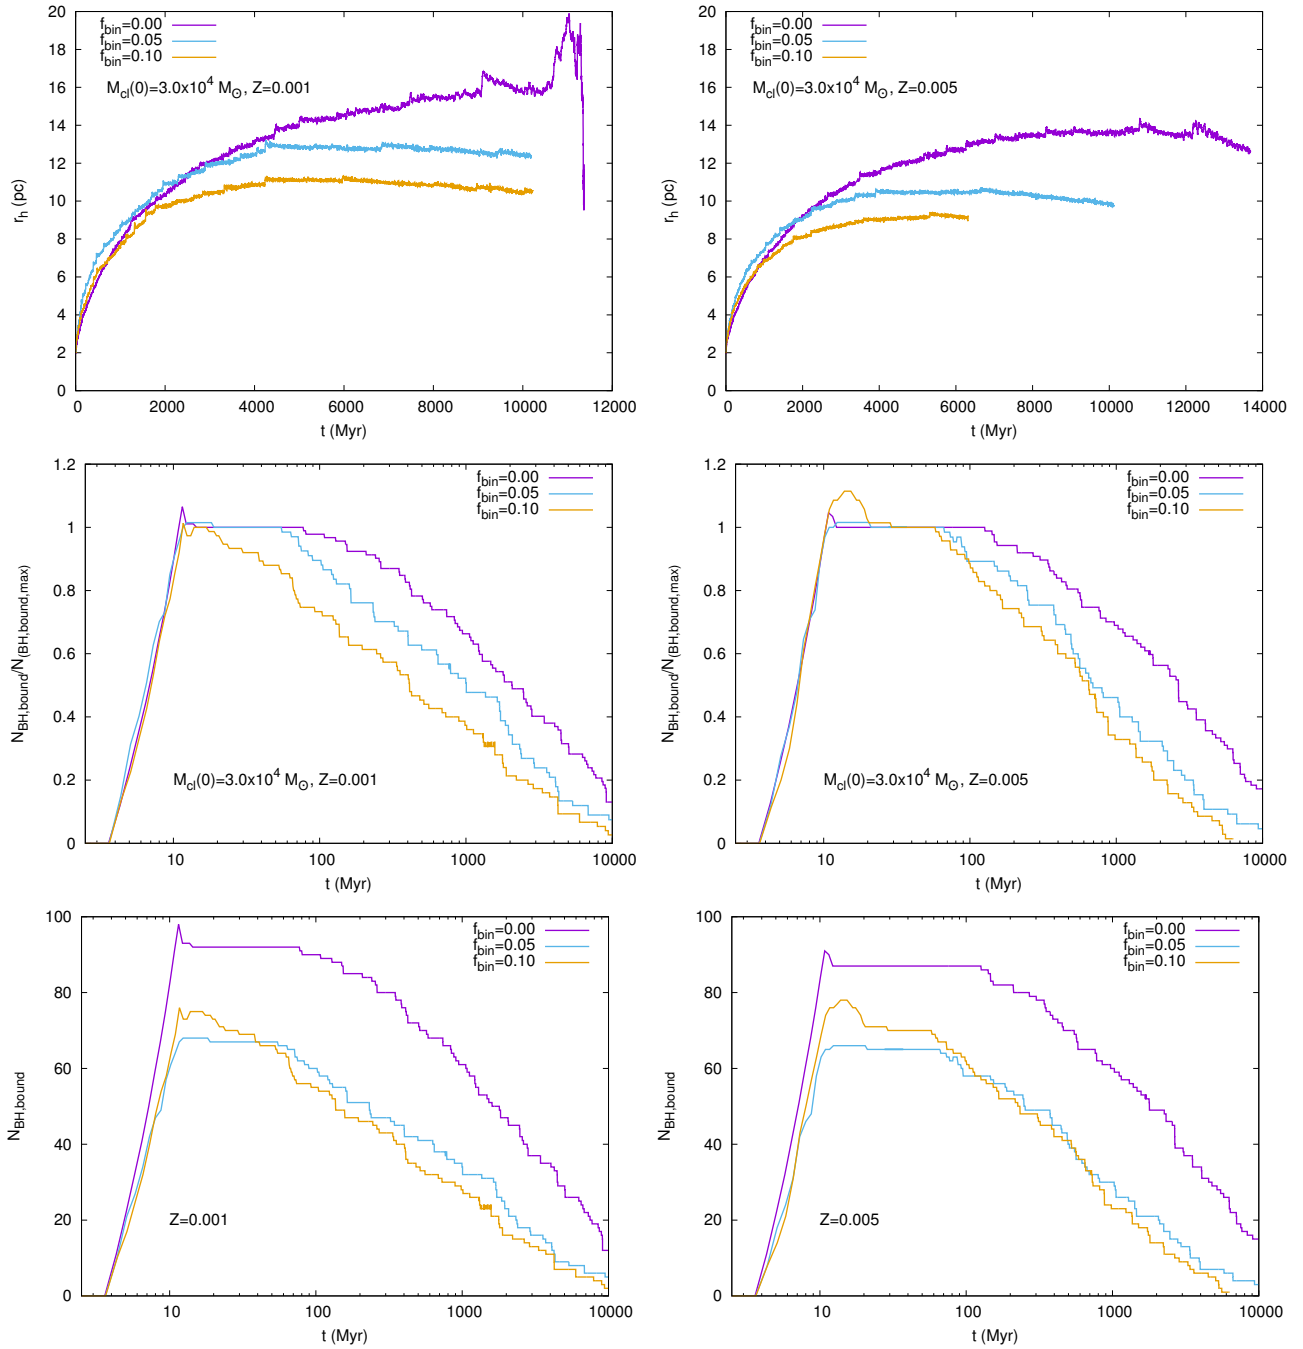 f_bin=0.00
f_bin=0.05
f_bin=0.10
M_cl(0)=3.0x10^4 M_⊙, Z=0.001
r_h (pc)
0 2 4 6 8 10 12 14 16 18 20
0 2000 4000 6000 8000 10000 12000
t (Myr)
f_bin=0.00
f_bin=0.05
f_bin=0.10
M_cl(0)=3.0x10^4 M_⊙, Z=0.005
r_h (pc)
0 2 4 6 8 10 12 14 16 18 20
0 2000 4000 6000 8000 10000 12000 14000
t (Myr)
f_bin=0.00
f_bin=0.05
f_bin=0.10
M_cl(0)=3.0x10^4 M_⊙, Z=0.001
N_BH,bound/N_(BH,bound,max)
0 0.2 0.4 0.6 0.8 1 1.2
10 100 1000 10000
t (Myr)
f_bin=0.00
f_bin=0.05
f_bin=0.10
M_cl(0)=3.0x10^4 M_⊙, Z=0.005
N_BH,bound/N_(BH,bound,max)
0 0.2 0.4 0.6 0.8 1 1.2
10 100 1000 10000
t (Myr)
f_bin=0.00
f_bin=0.05
f_bin=0.10
Z=0.001
N_BH,bound
0 20 40 60 80 100
10 100 1000 10000
t (Myr)
f_bin=0.00
f_bin=0.05
f_bin=0.10
Z=0.005
N_BH,bound
0 20 40 60 80 100
10 100 1000 10000
t (Myr)